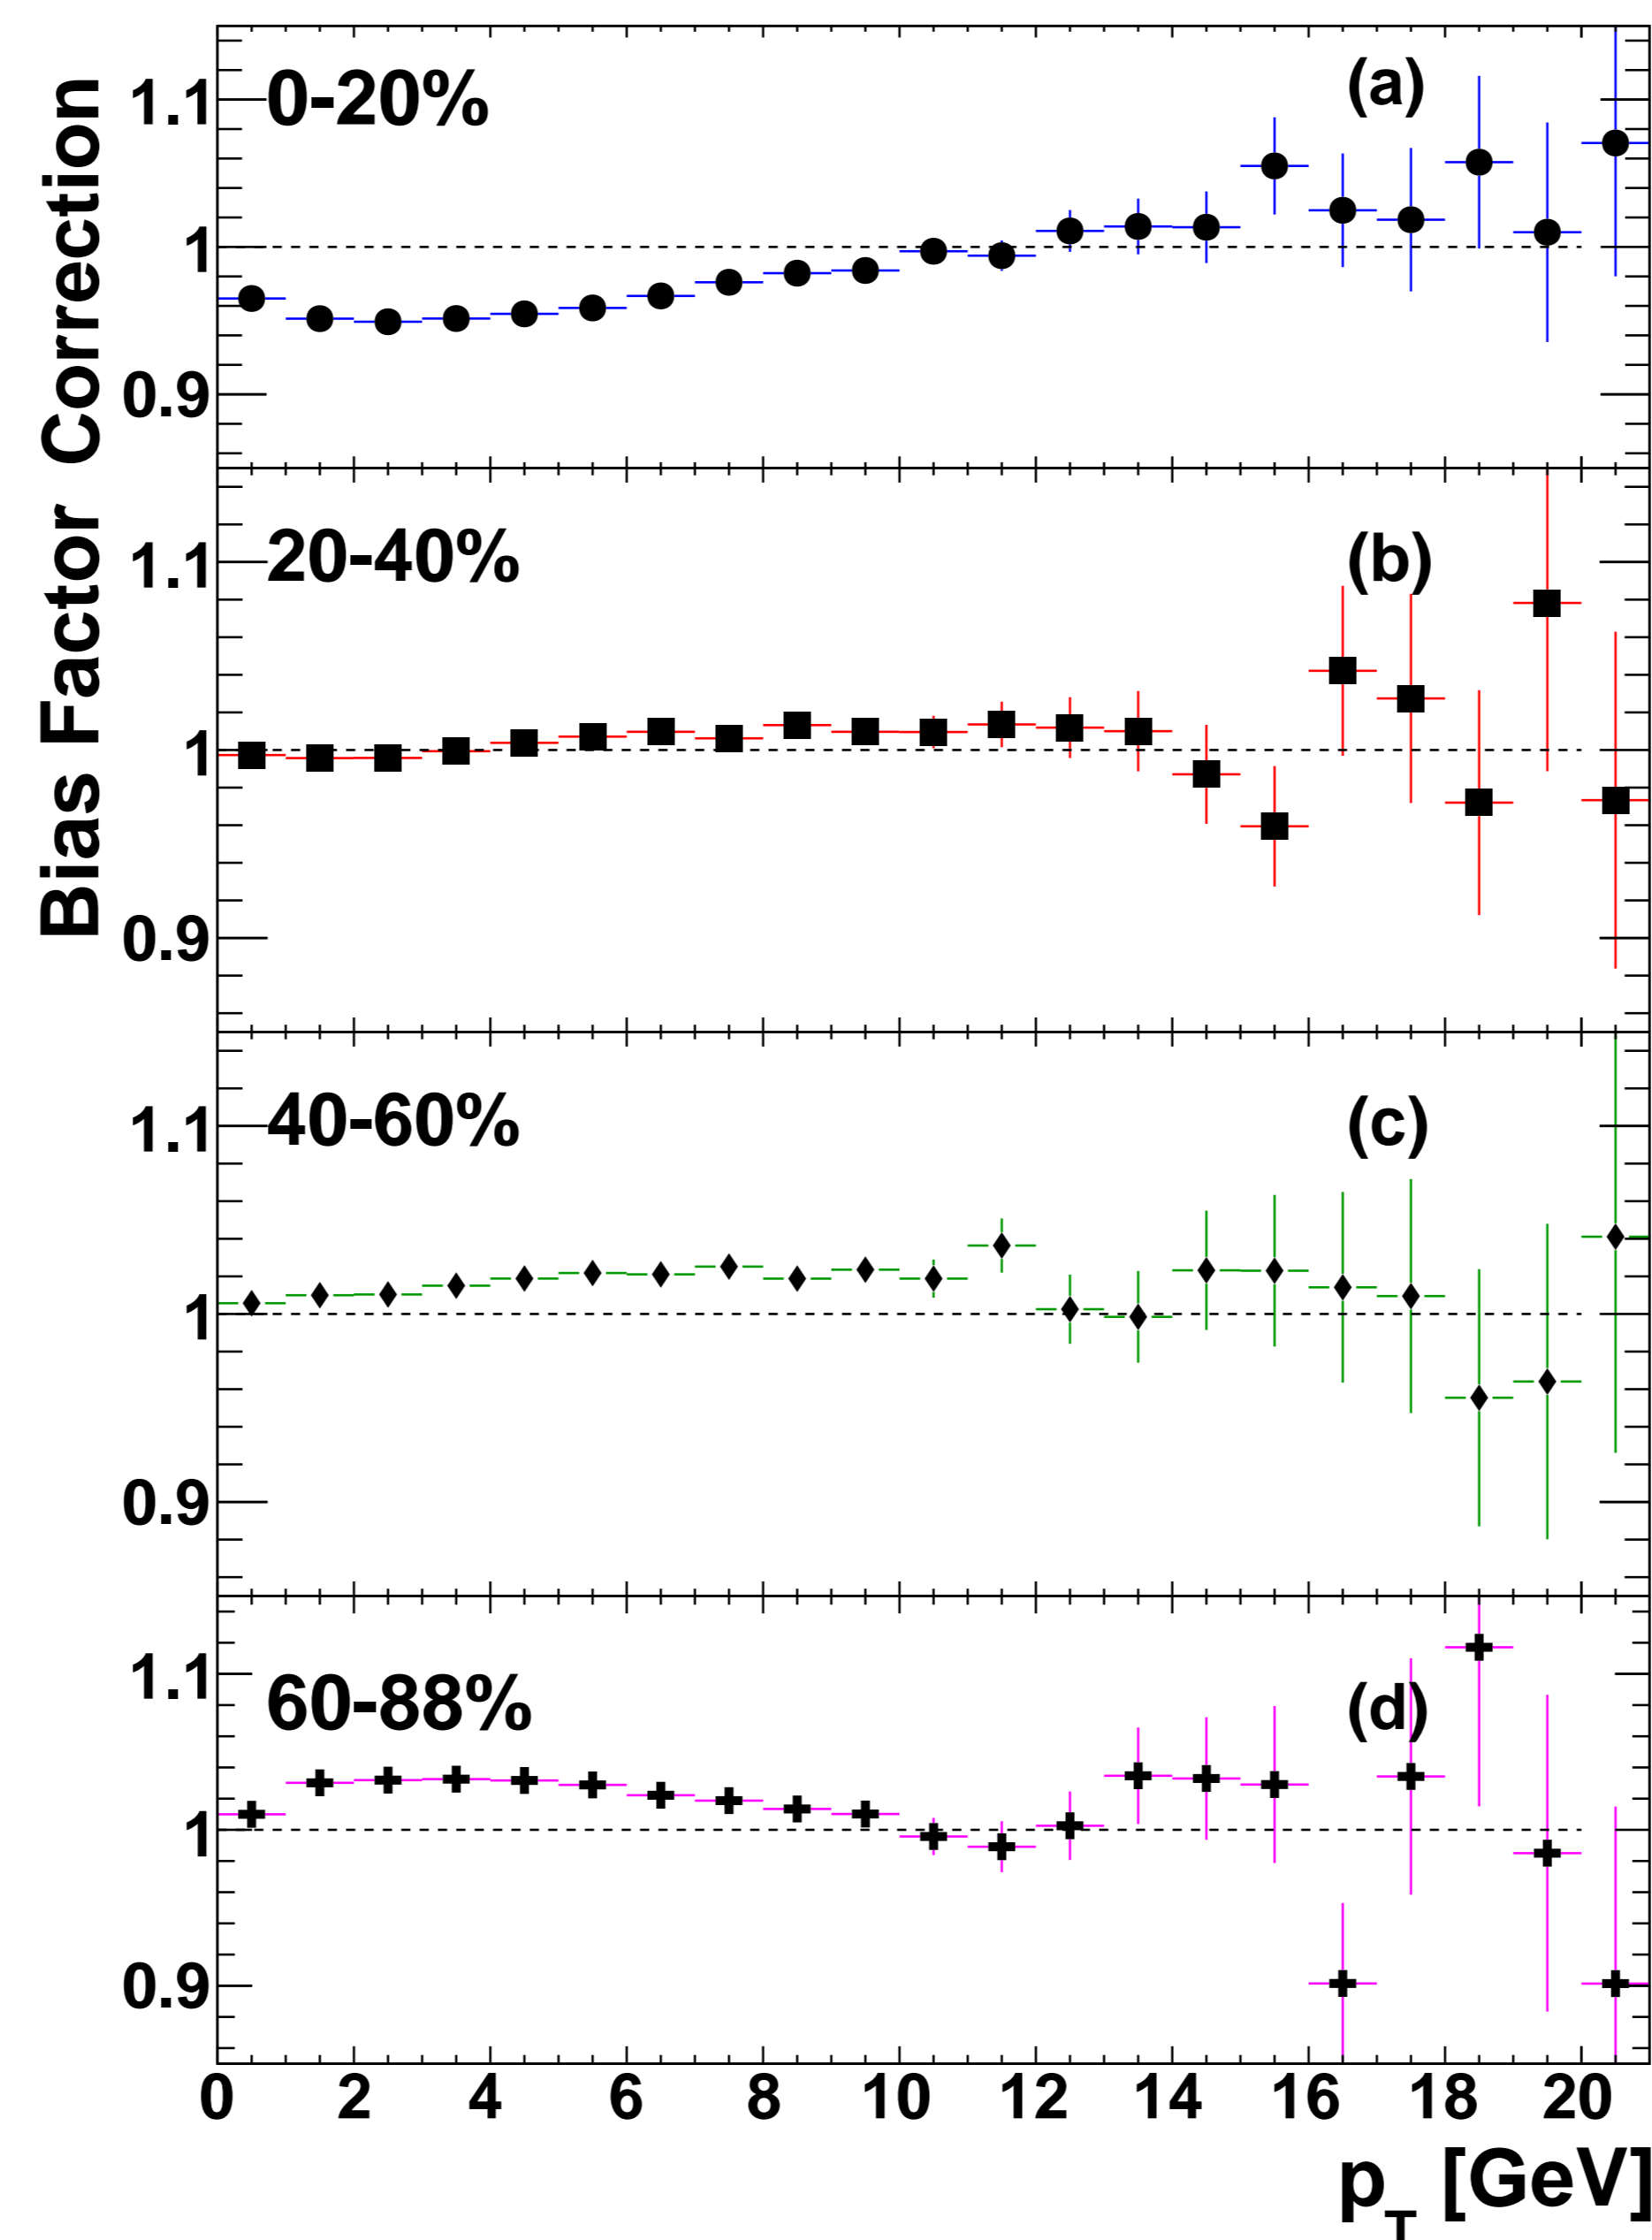 Bias Factor Correction
0-20%
(a)
1.1
1
0.9
20-40%
(b)
1.1
1
0.9
40-60%
(c)
1.1
1
0.9
60-88%
(d)
1.1
1
0.9
0 2 4 6 8 10 12 14 16 18 20
p_T [GeV]